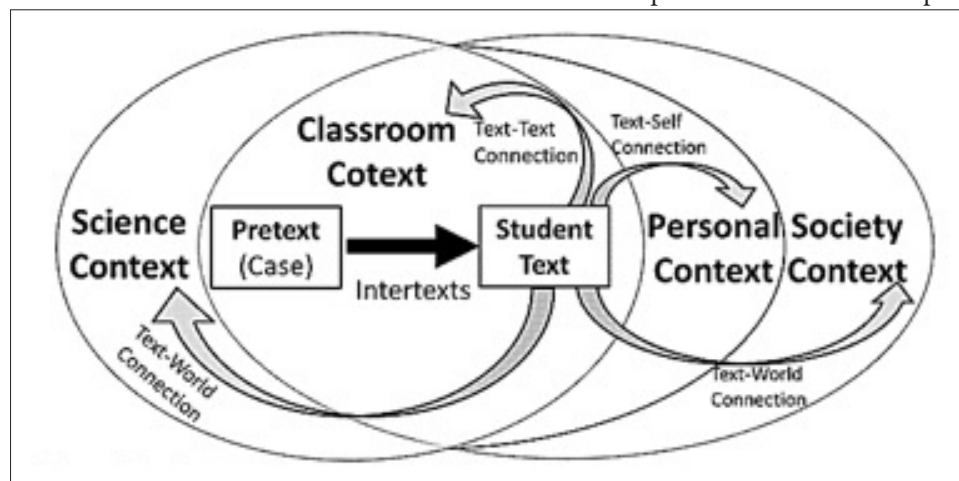 Classroom
Cotext
Text-Text
Connection
Text-Self
Connection
Science
Context
Pretext
(Case)
Intertexts
Student
Text
Personal
Context
Society
Context
Text-World
Connection
Text-World
Connection